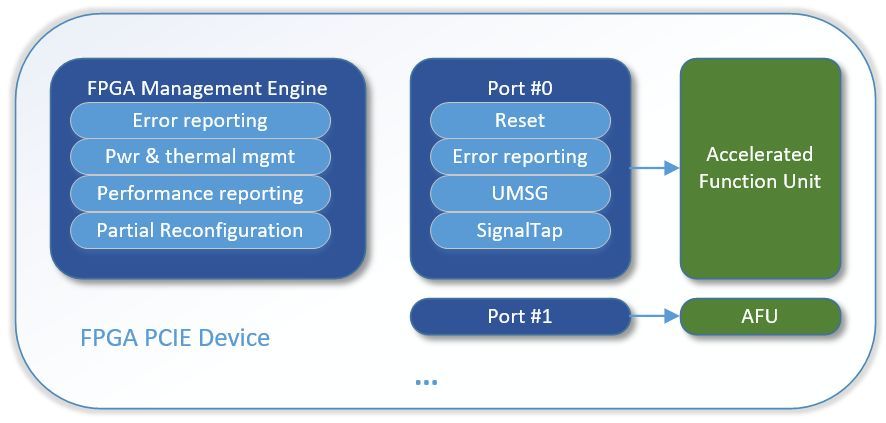 FPGA Management Engine
Error reporting
Pwr & thermal mgmt
Performance reporting
Partial Reconfiguration
Port #0
Reset
Error reporting
UMSG
SignalTap
Accelerated
Function Unit
Port #1
AFU
FPGA PCIE Device
...